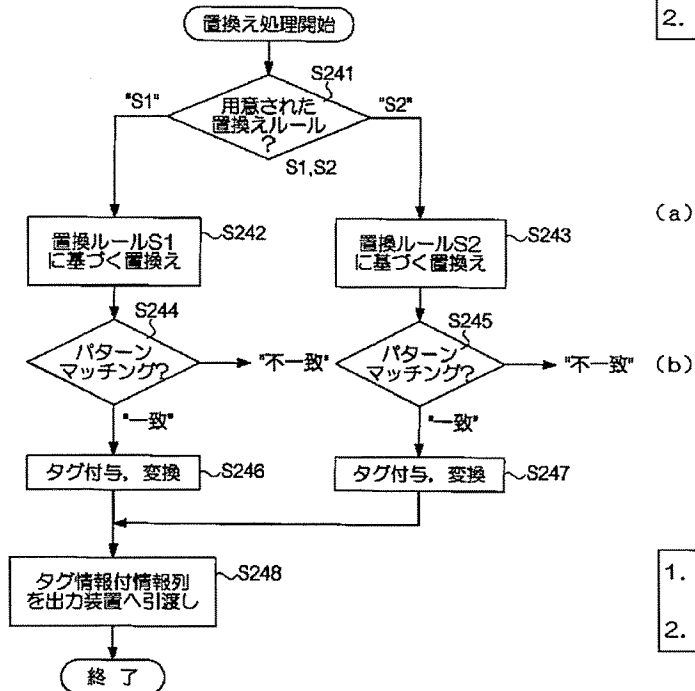 置換え処理開始
S241
"S1"
用意された
置換えルール
?
"S2"
S1,S2
置換ルールS1
に基づく置換え
S242
置換ルールS2
に基づく置換え
S243
S244
パターン
マッチング?
"不一致"
"一致"
S245
パターン
マッチング?
"不一致"
"一致"
タグ付与,変換
S246
タグ付与,変換
S247
タグ情報付情報列
を出力装置へ引渡し
S248
終了
2.
(a)
(b)
1.
2.